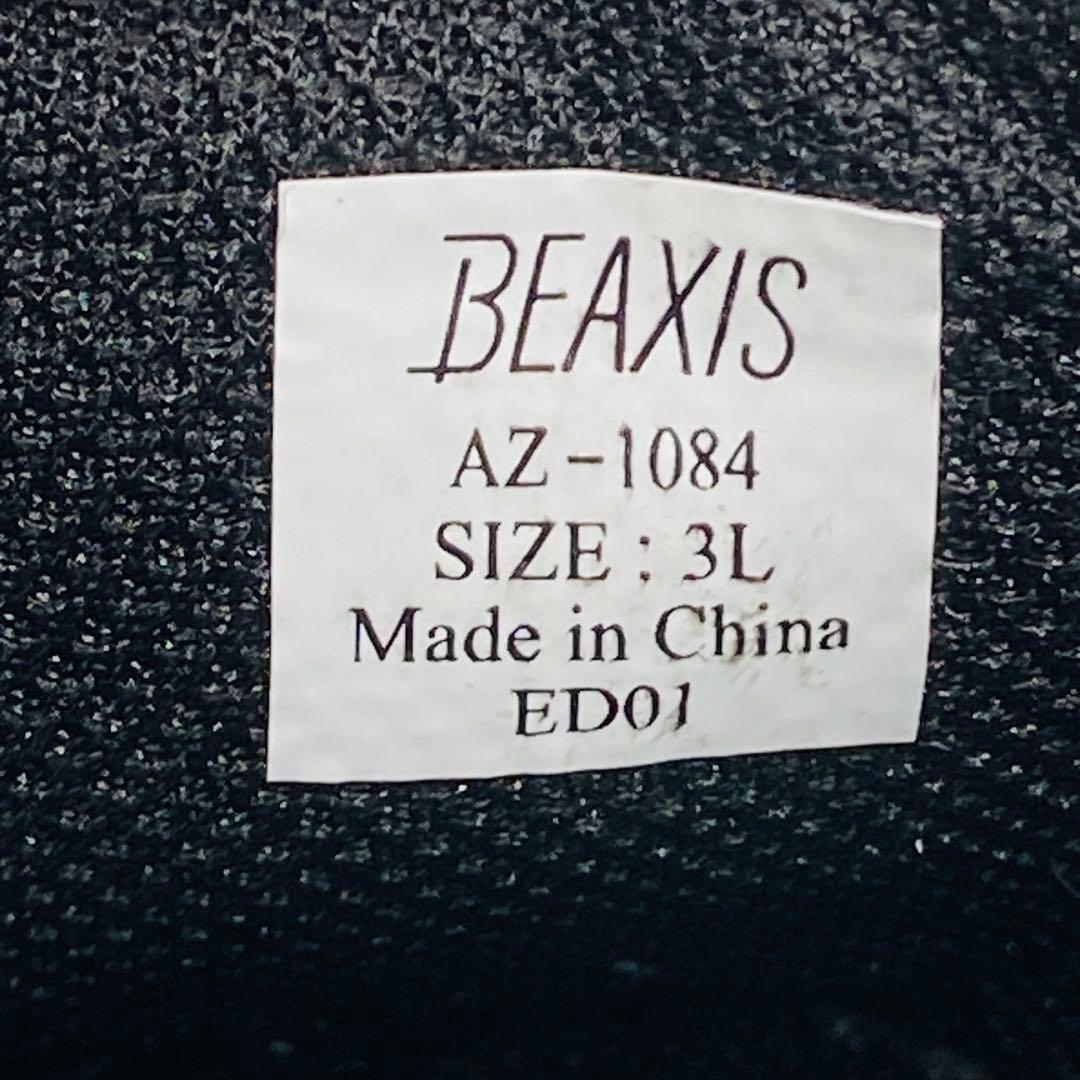 BEAXIS
AZ-1084
SIZE : 3L
Made in China
ED01